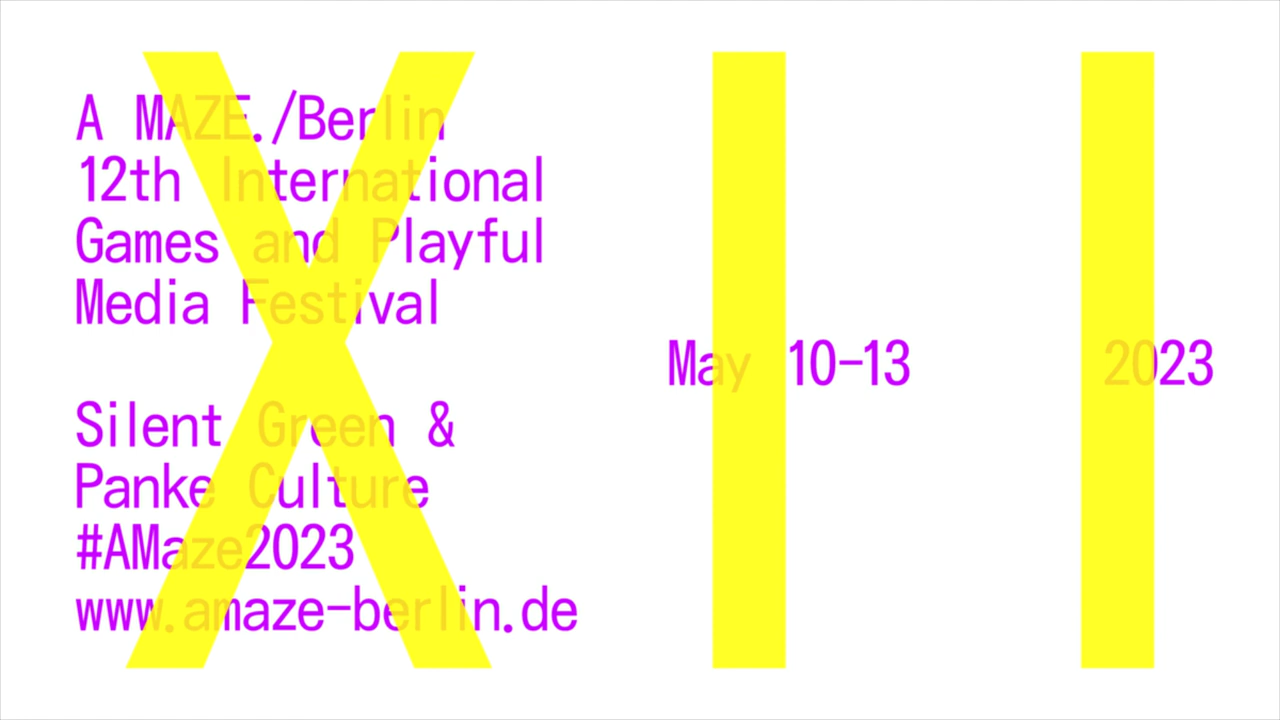 XII
A MAZE./Berlin
12th International
Games and Playful
Media Festival
May 10-13 2023
Silent Green &
Panke Culture
#AMaze2023
www.amaze-berlin.de